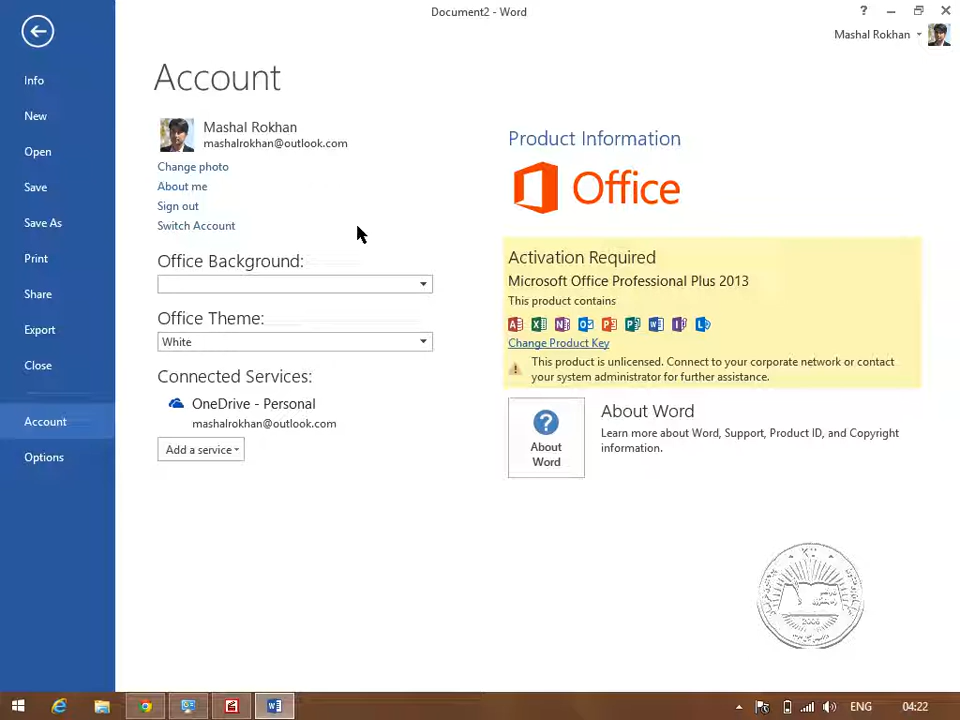 Document2 - Word
?
Mashal Rokhan
Info
New
Open
Save
Save As
Print
Share
Export
Close
Account
Options
Account
Mashal Rokhan
mashalrokhan@outlook.com
Change photo
About me
Sign out
Switch Account
Office Background:
Office Theme:
White
Connected Services:
OneDrive - Personal
mashalrokhan@outlook.com
Add a service
Product Information
Office
Activation Required
Microsoft Office Professional Plus 2013
This product contains
Change Product Key
This product is unlicensed. Connect to your corporate network or contact
your system administrator for further assistance.
?
About
Word
About Word
Learn more about Word, Support, Product ID, and Copyright
information.
KU
2006
ENG
04:22